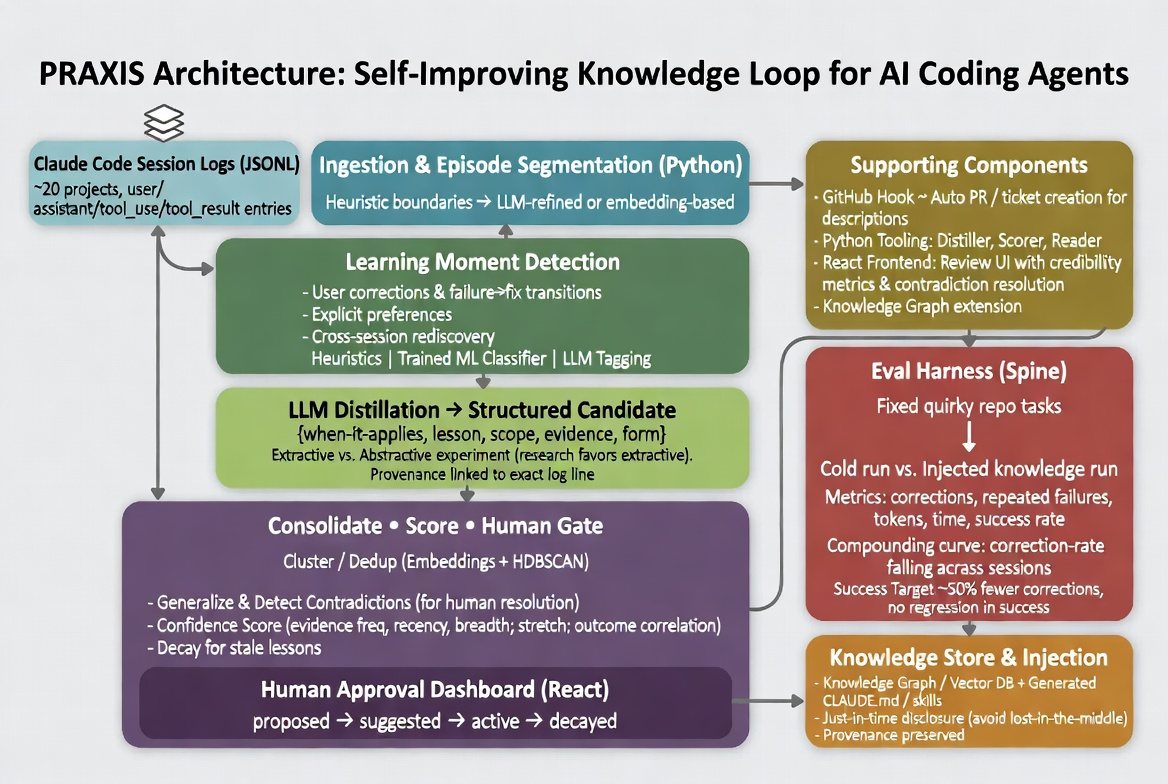 PRAXIS Architecture: Self-Improving Knowledge Loop for AI Coding Agents
Claude Code Session Logs (JSONL)
~20 projects, user/
assistant/tool_use/tool_result entries
Ingestion & Episode Segmentation (Python)
Heuristic boundaries → LLM-refined or embedding-based
Learning Moment Detection
- User corrections & failure→fix transitions
- Explicit preferences
- Cross-session rediscovery
Heuristics | Trained ML Classifier | LLM Tagging
LLM Distillation → Structured Candidate
{when-it-applies, lesson, scope, evidence, form}
Extractive vs. Abstractive experiment (research favors extractive).
Provenance linked to exact log line
Consolidate • Score • Human Gate
Cluster / Dedup (Embeddings + HDBSCAN)
- Generalize & Detect Contradictions (for human resolution)
- Confidence Score (evidence freq, recency, breadth; stretch; outcome correlation)
- Decay for stale lessons
Human Approval Dashboard (React)
proposed → suggested → active → decayed
Supporting Components
- GitHub Hook ~ Auto PR / ticket creation for
descriptions
- Python Tooling: Distiller, Scorer, Reader
- React Frontend: Review UI with credibility
metrics & contradiction resolution
- Knowledge Graph extension
Eval Harness (Spine)
Fixed quirky repo tasks
Cold run vs. Injected knowledge run
Metrics: corrections, repeated failures,
tokens, time, success rate
Compounding curve: correction-rate
falling acrass sessions
Success Target ~50% fewer corrections,
no regression in success
Knowledge Store & Injection
- Knowledge Graph / Vector DB + Generated
CLAUDE.md / skills
- Just-in-time disclosure (avoid lost-in-the-middle)
- Provenance preserved